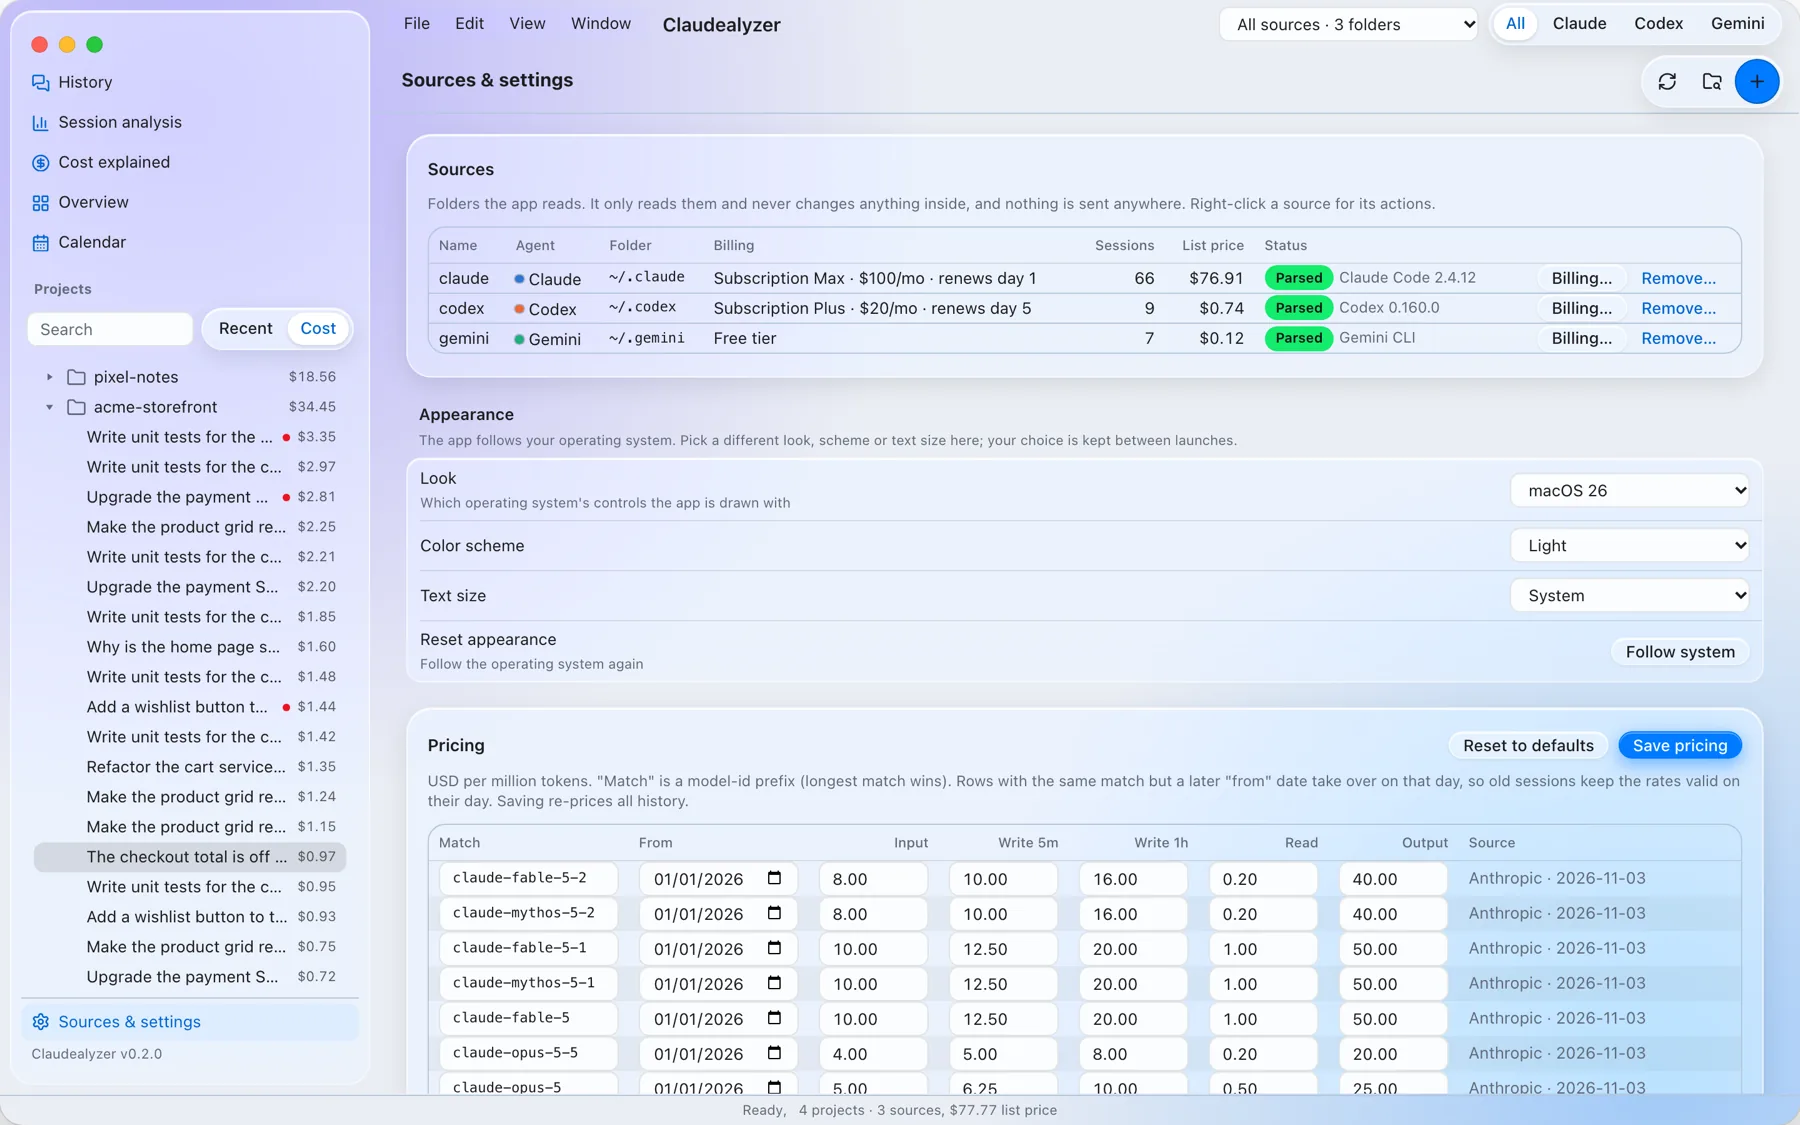 File Edit View Window Claudealyzer
All sources · 3 folders
All Claude Codex Gemini
History
Session analysis
Cost explained
Overview
Calendar
Projects
Search
Recent Cost
pixel-notes $18.56
acme-storefront $34.45
Write unit tests for the ... $3.35
Write unit tests for the c... $2.97
Upgrade the payment ... $2.81
Make the product grid re... $2.25
Write unit tests for the c... $2.21
Upgrade the payment S... $2.20
Write unit tests for the c... $1.85
Why is the home page s... $1.60
Write unit tests for the c... $1.48
Add a wishlist button t... $1.44
Write unit tests for the c... $1.42
Refactor the cart service... $1.35
Make the product grid re... $1.24
Make the product grid re... $1.15
The checkout total is off ... $0.97
Write unit tests for the c... $0.95
Add a wishlist button to t... $0.93
Make the product grid re... $0.75
Upgrade the payment S... $0.72
Sources & settings
Claudealyzer v0.2.0
Sources & settings
Sources
Folders the app reads. It only reads them and never changes anything inside, and nothing is sent anywhere. Right-click a source for its actions.
Name Agent Folder Billing Sessions List price Status
claude Claude ~/.claude Subscription Max · $100/mo · renews day 1 66 $76.91 Parsed Claude Code 2.4.12 Billing... Remove...
codex Codex ~/.codex Subscription Plus · $20/mo · renews day 5 9 $0.74 Parsed Codex 0.160.0 Billing... Remove...
gemini Gemini ~/.gemini Free tier 7 $0.12 Parsed Gemini CLI Billing... Remove...
Appearance
The app follows your operating system. Pick a different look, scheme or text size here; your choice is kept between launches.
Look
Which operating system's controls the app is drawn with
macOS 26
Color scheme
Light
Text size
System
Reset appearance
Follow the operating system again
Follow system
Pricing
Reset to defaults Save pricing
USD per million tokens. "Match" is a model-id prefix (longest match wins). Rows with the same match but a later "from" date take over on that day, so old sessions keep the rates valid on
their day. Saving re-prices all history.
Match From Input Write 5m Write 1h Read Output Source
claude-fable-5-2 01/01/2026 8.00 10.00 16.00 0.20 40.00 Anthropic · 2026-11-03
claude-mythos-5-2 01/01/2026 8.00 10.00 16.00 0.20 40.00 Anthropic · 2026-11-03
claude-fable-5-1 01/01/2026 10.00 12.50 20.00 1.00 50.00 Anthropic · 2026-11-03
claude-mythos-5-1 01/01/2026 10.00 12.50 20.00 1.00 50.00 Anthropic · 2026-11-03
claude-fable-5 01/01/2026 10.00 12.50 20.00 1.00 50.00 Anthropic · 2026-11-03
claude-opus-5-5 01/01/2026 4.00 5.00 8.00 0.20 20.00 Anthropic · 2026-11-03
claude-opus-5 01/01/2026 5.00 6.25 10.00 0.50 25.00 Anthropic · 2026-11-03
Ready, 4 projects · 3 sources, $77.77 list price